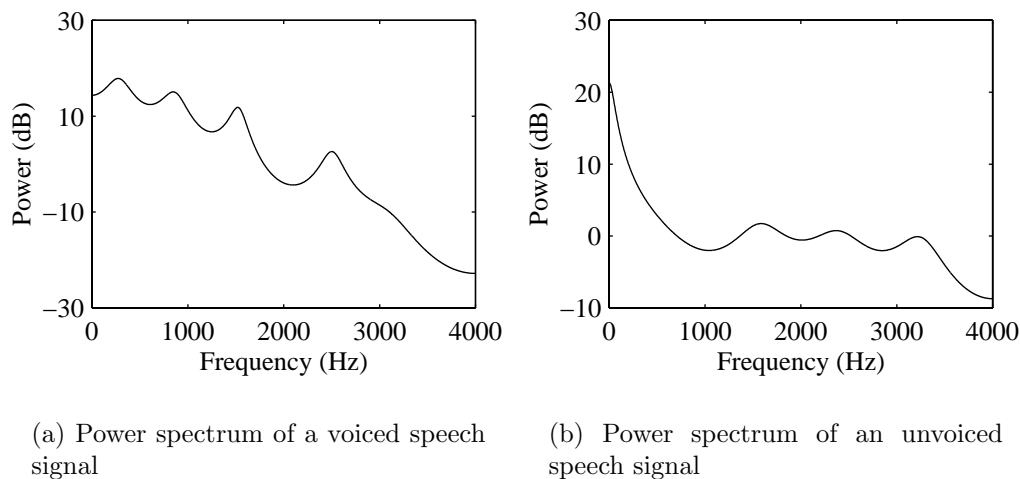 30
10
−10
−30
Power (dB)
0 1000 2000 3000 4000
Frequency (Hz)
(a) Power spectrum of a voiced speech
signal
30
20
10
0
−10
Power (dB)
0 1000 2000 3000 4000
Frequency (Hz)
(b) Power spectrum of an unvoiced
speech signal